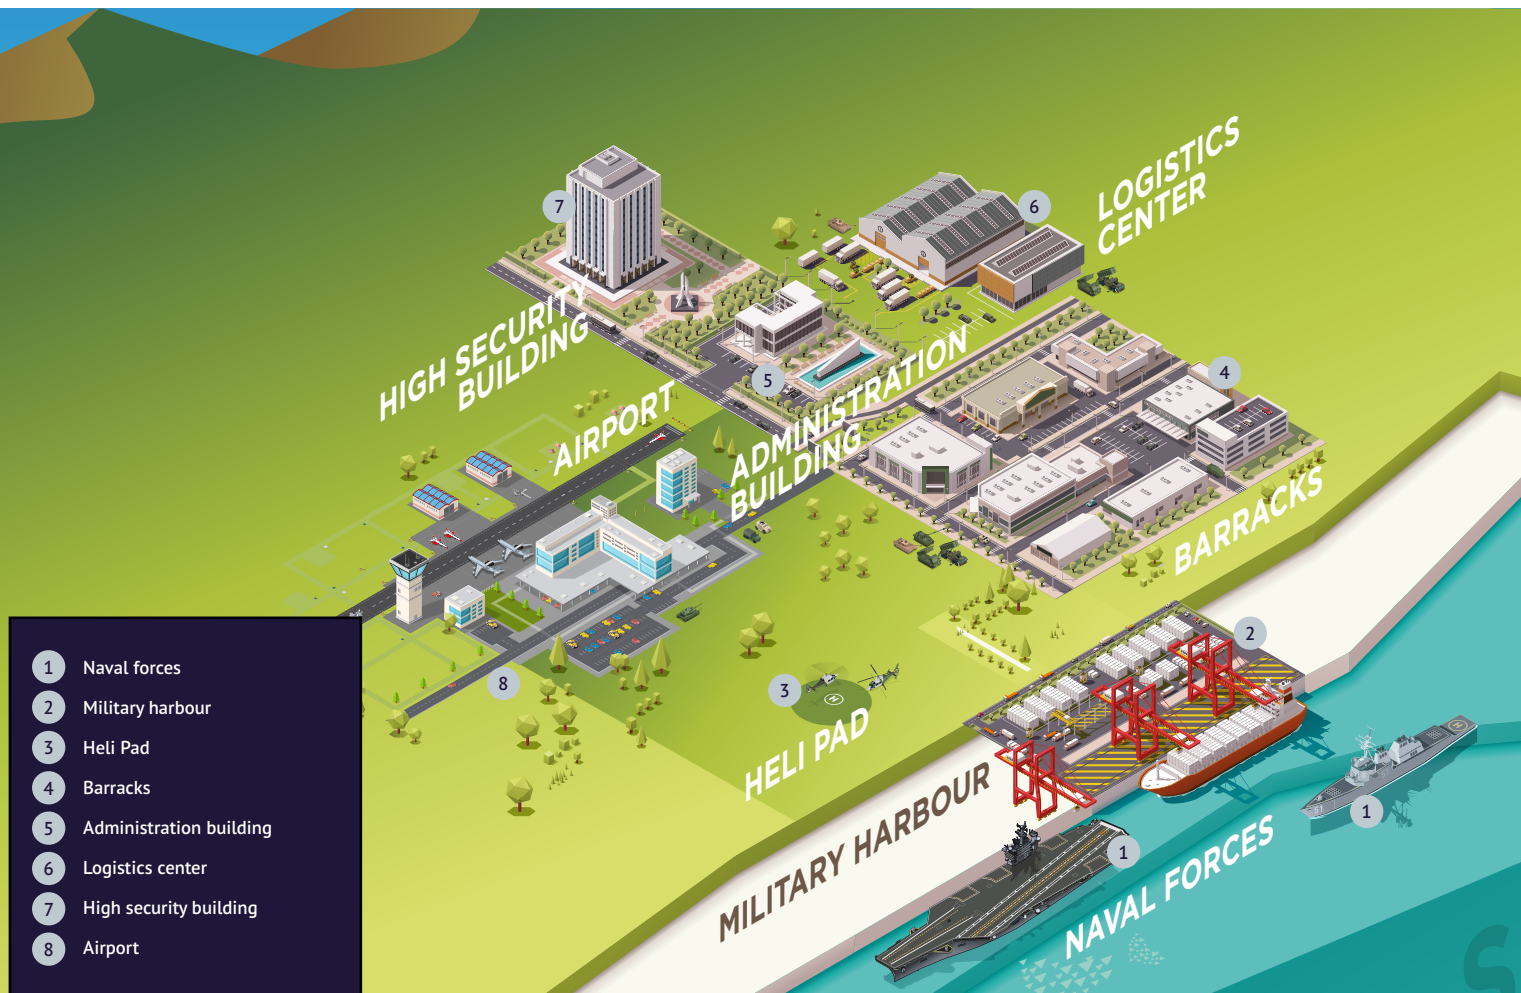 LOGISTICS
CENTER
7
6
HIGH SECURITY
BUILDING
5
4
AIRPORT
ADMINISTRATION
BUILDING
BARRACKS
2
8
3
H
HELI PAD
MILITARY HARBOUR
H
51
1
1
NAVAL FORCES
1 Naval forces
2 Military harbour
3 Heli Pad
4 Barracks
5 Administration building
6 Logistics center
7 High security building
8 Airport